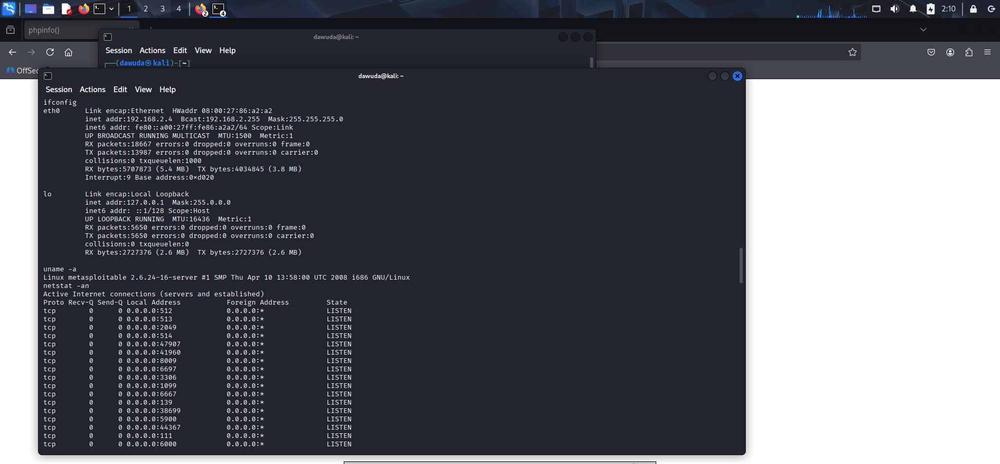 1 2 3 4 2 4 2:10
phpinfo()
dawuda@kali: ~
Session Actions Edit View Help
┌──(dawuda㉿kali)-[~]
OffSec
dawuda@kali: ~
Session Actions Edit View Help
ifconfig
eth0      Link encap:Ethernet  HWaddr 08:00:27:86:a2:a2
          inet addr:192.168.2.4  Bcast:192.168.2.255  Mask:255.255.255.0
          inet6 addr: fe80::a00:27ff:fe86:a2a2/64 Scope:Link
          UP BROADCAST RUNNING MULTICAST  MTU:1500  Metric:1
          RX packets:18667 errors:0 dropped:0 overruns:0 frame:0
          TX packets:13987 errors:0 dropped:0 overruns:0 carrier:0
          collisions:0 txqueuelen:1000
          RX bytes:5707873 (5.4 MB)  TX bytes:4034845 (3.8 MB)
          Interrupt:9 Base address:0×d020
lo        Link encap:Local Loopback
          inet addr:127.0.0.1  Mask:255.0.0.0
          inet6 addr: ::1/128 Scope:Host
          UP LOOPBACK RUNNING  MTU:16436  Metric:1
          RX packets:5650 errors:0 dropped:0 overruns:0 frame:0
          TX packets:5650 errors:0 dropped:0 overruns:0 carrier:0
          collisions:0 txqueuelen:0
          RX bytes:2727376 (2.6 MB)  TX bytes:2727376 (2.6 MB)
uname -a
Linux metasploitable 2.6.24-16-server #1 SMP Thu Apr 10 13:58:00 UTC 2008 i686 GNU/Linux
netstat -an
Active Internet connections (servers and established)
Proto Recv-Q Send-Q Local Address           Foreign Address         State
tcp        0      0 0.0.0.0:512             0.0.0.0:*               LISTEN
tcp        0      0 0.0.0.0:513             0.0.0.0:*               LISTEN
tcp        0      0 0.0.0.0:2049            0.0.0.0:*               LISTEN
tcp        0      0 0.0.0.0:514             0.0.0.0:*               LISTEN
tcp        0      0 0.0.0.0:47907           0.0.0.0:*               LISTEN
tcp        0      0 0.0.0.0:41960           0.0.0.0:*               LISTEN
tcp        0      0 0.0.0.0:8009            0.0.0.0:*               LISTEN
tcp        0      0 0.0.0.0:6697            0.0.0.0:*               LISTEN
tcp        0      0 0.0.0.0:3306            0.0.0.0:*               LISTEN
tcp        0      0 0.0.0.0:1099            0.0.0.0:*               LISTEN
tcp        0      0 0.0.0.0:6667            0.0.0.0:*               LISTEN
tcp        0      0 0.0.0.0:139             0.0.0.0:*               LISTEN
tcp        0      0 0.0.0.0:38699           0.0.0.0:*               LISTEN
tcp        0      0 0.0.0.0:5900            0.0.0.0:*               LISTEN
tcp        0      0 0.0.0.0:44367           0.0.0.0:*               LISTEN
tcp        0      0 0.0.0.0:111             0.0.0.0:*               LISTEN
tcp        0      0 0.0.0.0:6000            0.0.0.0:*               LISTEN